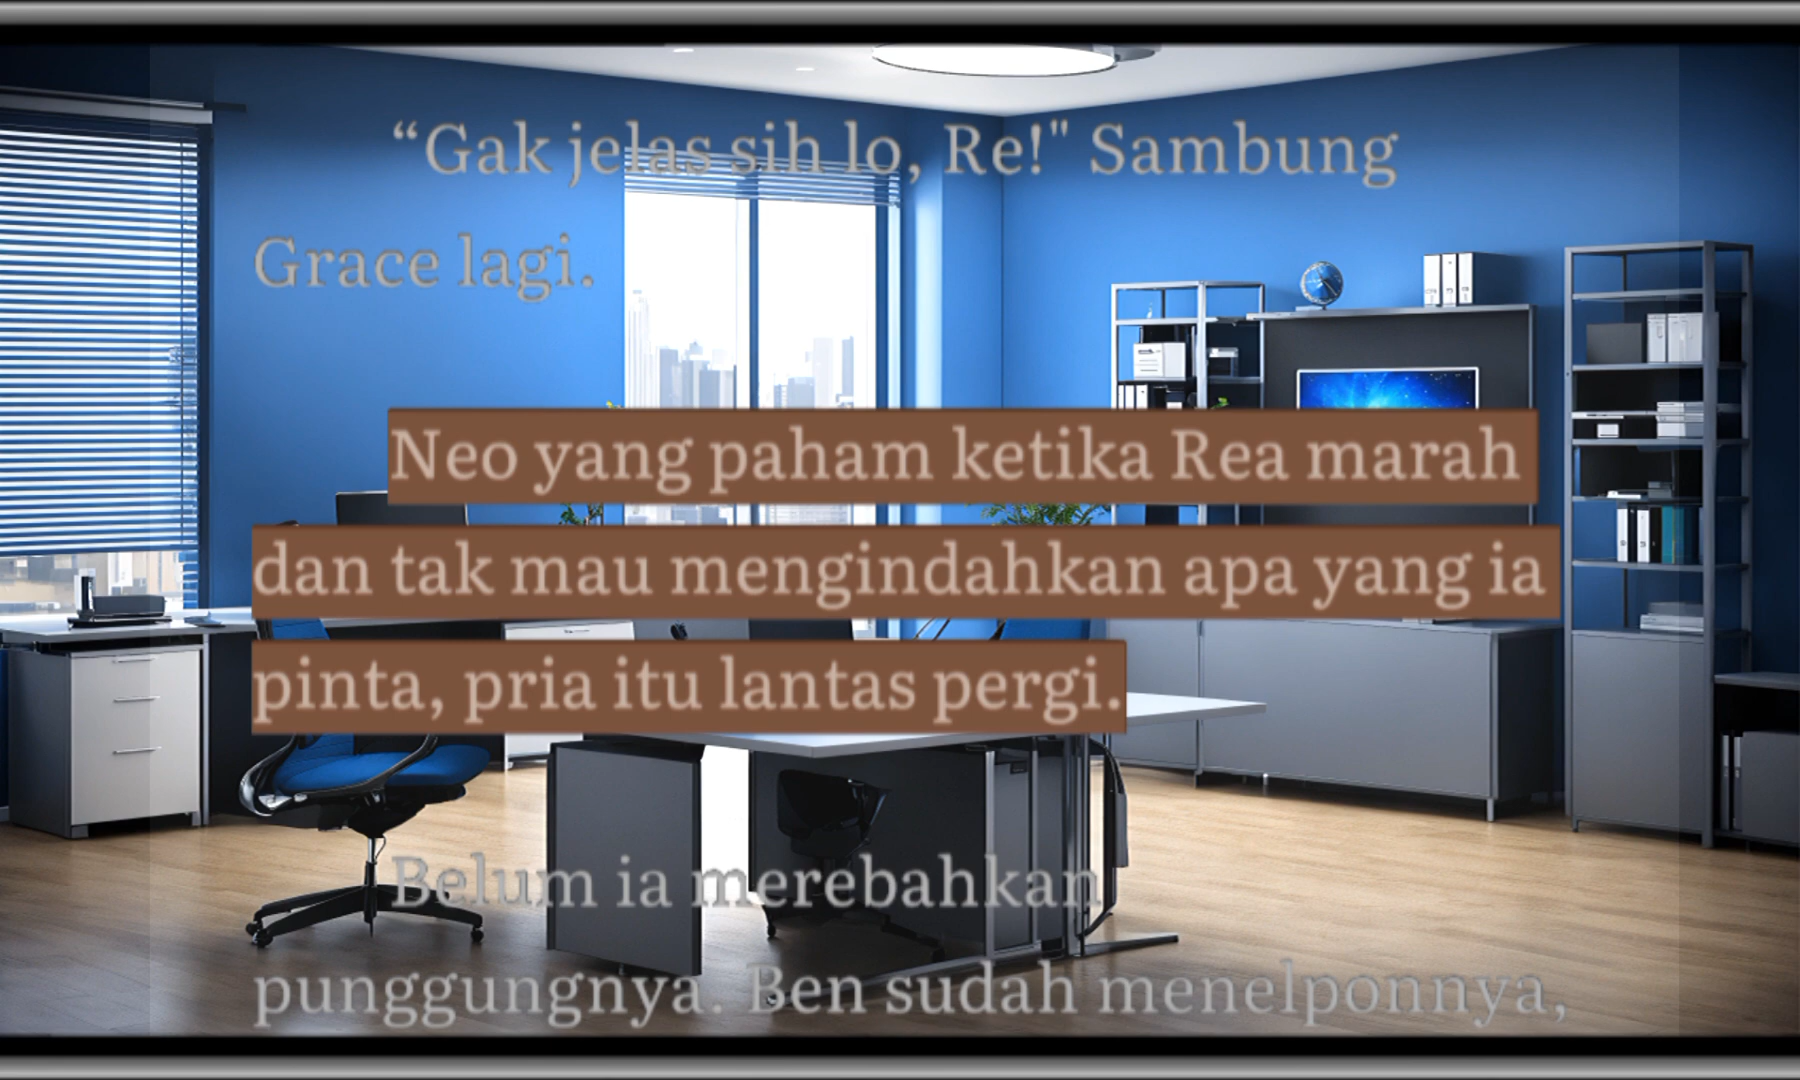 “Gak jelas sih lo, Re!" Sambung
Grace lagi.
Neo yang paham ketika Rea marah
dan tak mau mengindahkan apa yang ia
pinta, pria itu lantas pergi.
Belum ia merebahkan
punggungnya. Ben sudah menelponnya,